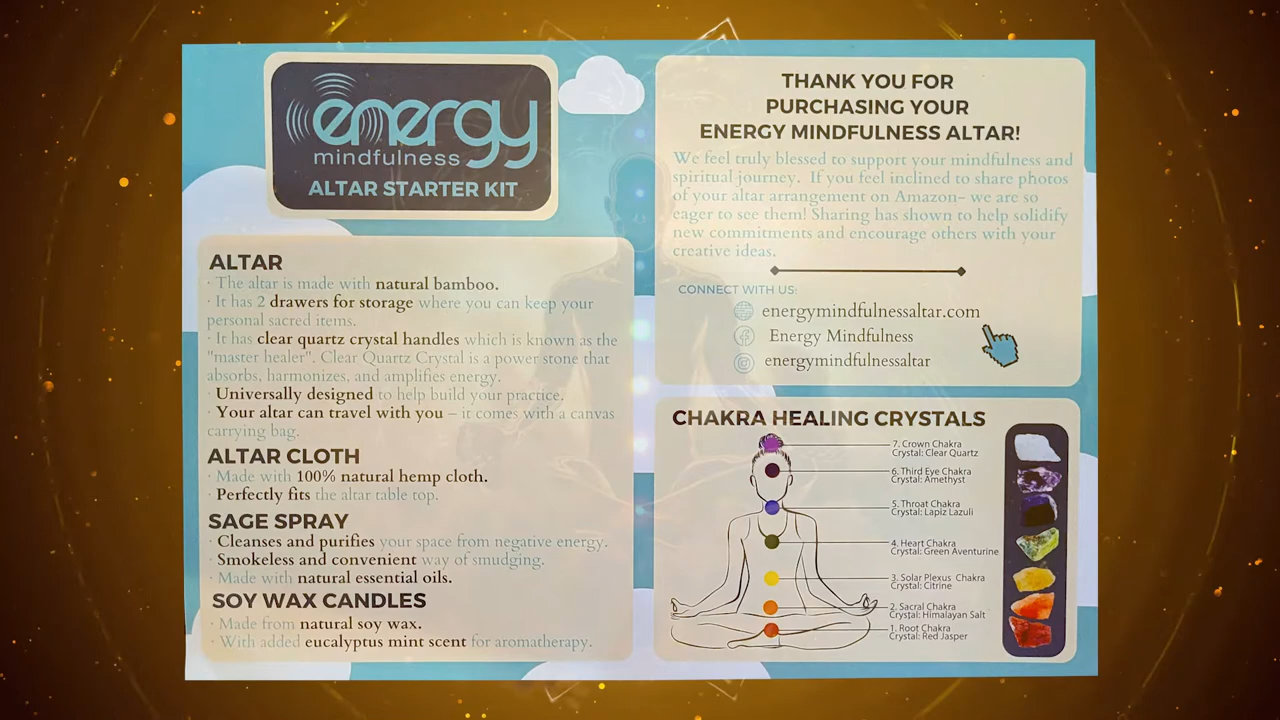 energy
mindfulness
ALTAR STARTER KIT
ALTAR
· The altar is made with natural bamboo.
· It has 2 drawers for storage where you can keep your
personal sacred items.
· It has clear quartz crystal handles which is known as the
"master healer". Clear Quartz Crystal is a power stone that
absorbs, harmonizes, and amplifies energy.
· Universally designed to help build your practice.
· Your altar can travel with you – it comes with a canvas
carrying bag.
ALTAR CLOTH
· Made with 100% natural hemp cloth.
· Perfectly fits the altar table top.
SAGE SPRAY
· Cleanses and purifies your space from negative energy.
· Smokeless and convenient way of smudging.
· Made with natural essential oils.
SOY WAX CANDLES
· Made from natural soy wax.
· With added eucalyptus mint scent for aromatherapy.
THANK YOU FOR
PURCHASING YOUR
ENERGY MINDFULNESS ALTAR!
We feel truly blessed to support your mindfulness and
spiritual journey. If you feel inclined to share photos
of your altar arrangement on Amazon- we are so
eager to see them! Sharing has shown to help solidify
new commitments and encourage others with your
creative ideas.
CONNECT WITH US:
energymindfulnessaltar.com
Energy Mindfulness
energymindfulnessaltar
CHAKRA HEALING CRYSTALS
7. Crown Chakra
Crystal: Clear Quartz
6. Third Eye Chakra
Crystal: Amethyst
5. Throat Chakra
Crystal: Lapiz Lazuli
4. Heart Chakra
Crystal: Green Aventurine
3. Solar Plexus Chakra
Crystal: Citrine
2. Sacral Chakra
Crystal: Himalayan Salt
1. Root Chakra
Crystal: Red Jasper